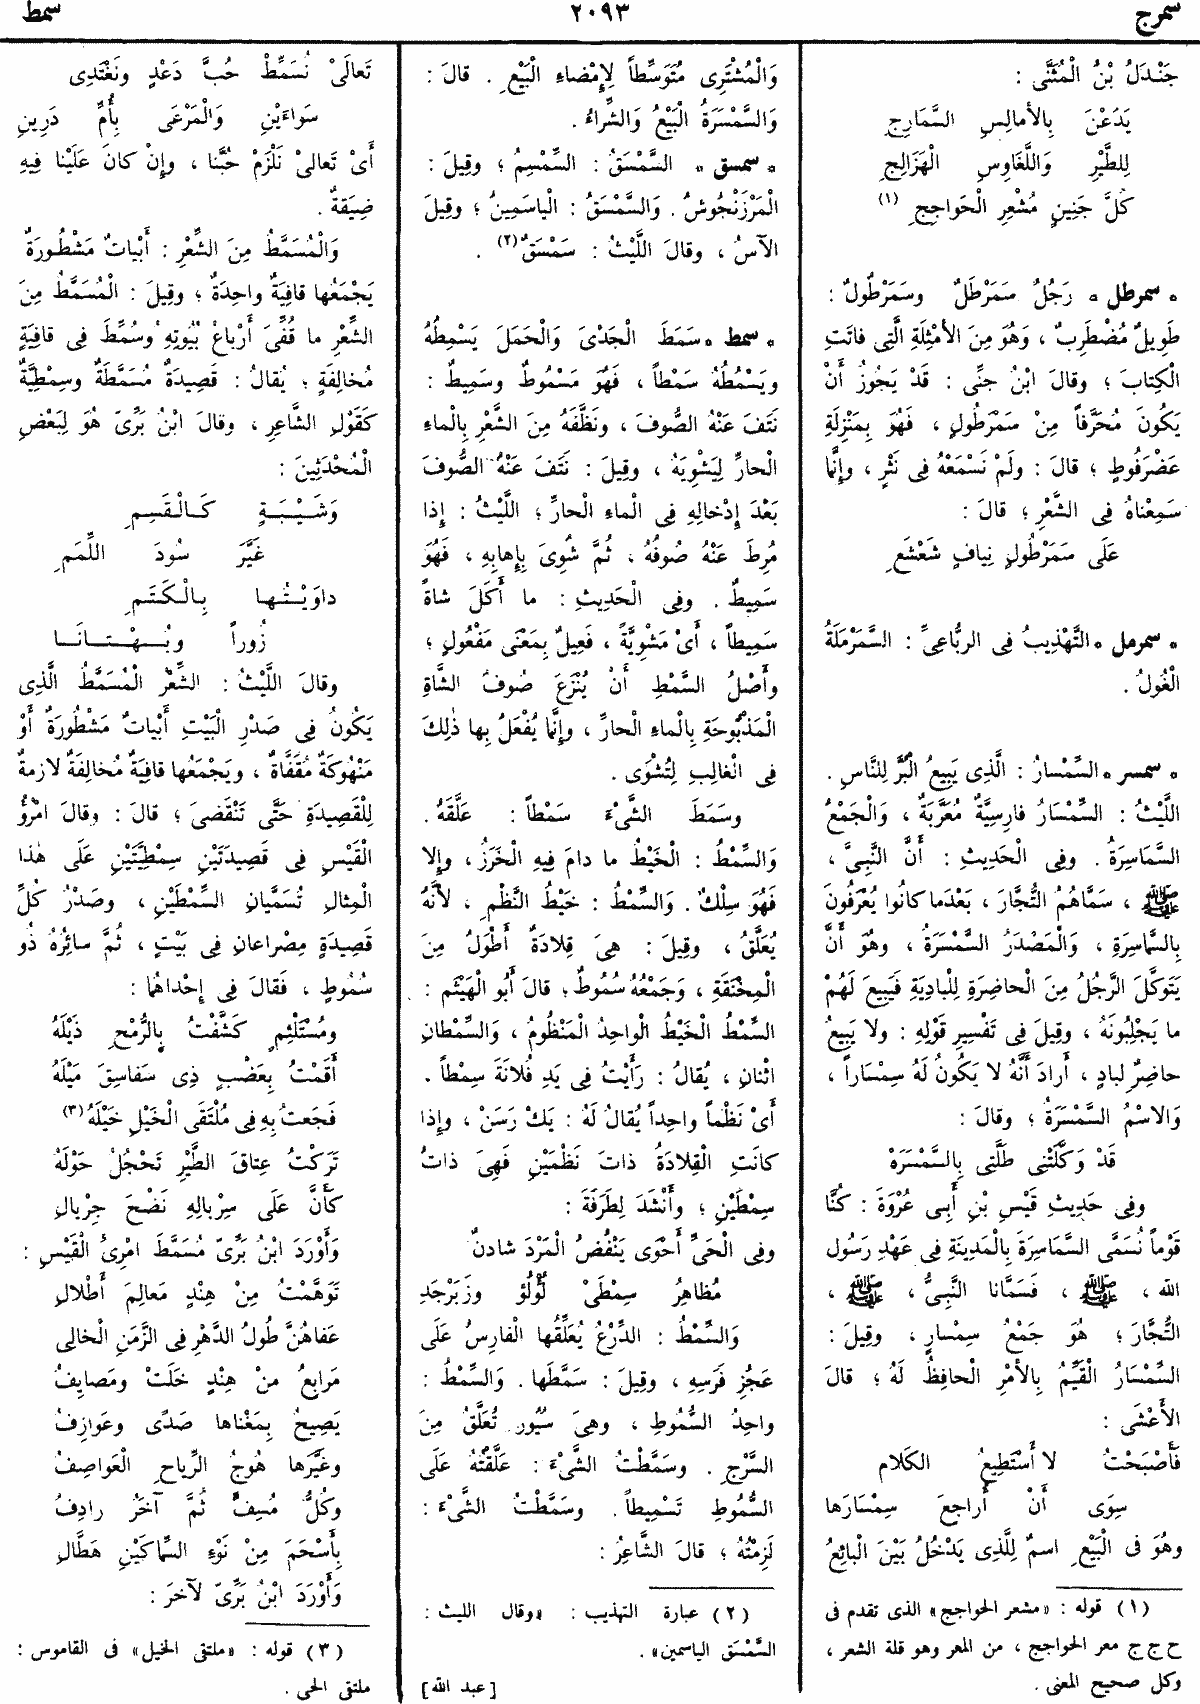 سمرج
٢٠٩٣
سمط
جَنْدَلُ بْنُ الْمُثَنَّى :
يَدَعْنَ بِالأَمالِسِ السَّمَارِجِ
لِلطَّيْرِ وَاللَّغَاوِسِ الْهَزَالِجِ
كُلَّ جَنِينٍ مُشْعِرِ الْحَواجِجِ (١)
* سمرطل * رَجُلٌ سَمَرْطَلٌ وسَمَرْطُولٌ :
طَوِيلٌ مُضْطَرِبٌ ، وَهُوَ مِنَ الأَمْثِلَةِ الَّتِى فاتَتِ
الْكِتابَ ؛ وقالَ ابْنُ جِنِّى : قَدْ يَجُوزُ أَنْ
يَكُونَ مُحَرَّفاً مِنْ سَمَرْطُولٍ ، فَهُوَ بِمَنْزِلَةِ
عَضْرَفُوطٍ ؛ قالَ : ولَمْ نَسْمَعْهُ فِى نَثْرٍ ، وإِنَّما
سَمِعْناهُ فِى الشِّعْرِ ؛ قالَ :
عَلَى سَمَرْطُولٍ نِيافٍ شَعْشَعِ
* سمرمل * التَّهْذِيبُ فِى الرُّباعِىِّ : السَّمَرْمَلَةُ
الْغُولُ .
* سمسر * السِّمْسارُ : الَّذِى يَبِيعُ الْبُرَّ لِلنَّاسِ .
اللَّيْثُ : السِّمْسَارُ فارِسِيَّةٌ مُعَرَّبَةٌ ، وَالْجَمْعُ
السَّمَاسِرَةُ . وفِى الْحَدِيثِ : أَنَّ النَّبِىَّ ،
ﷺ ، سَمَّاهُمُ التُّجَّارَ ، بَعْدَما كانُوا يُعْرَفُونَ
بِالسَّماسِرَةِ ، وَالْمَصْدَرُ السَّمْسَرَةُ ، وهُوَ أَنْ
يَتَوَكَّلَ الرَّجُلُ مِنَ الْحاضِرَةِ لِلْبادِيَةِ فَيَبِيعَ لَهُمْ
ما يَجْلِبُونَهُ ، وقِيلَ فِى تَفْسِيرِ قَوْلِهِ : ولا يَبِيعُ
حاضِرٌ لِبادٍ ، أَرادَ أَنَّهُ لا يَكُونُ لَهُ سِمْسَاراً ،
وَالاسْمُ السَّمْسَرَةُ ؛ وقالَ :
قَدْ وَكَّلَتْنِى طَلَّتِى بِالسَّمْسَرَهْ
وفِى حَدِيثِ قَيْسِ بْنِ أَبِى عُرْوَةَ : كُنَّا
قَوْماً نُسَمَّى السَّمَاسِرَةَ بِالْمَدِينَةِ فِى عَهْدِ رَسُولِ
الله ، ﷺ ، فَسَمَّانا النَّبِىُّ ، ﷺ ،
التُّجَّارَ ؛ هُوَ جَمْعُ سِمْسارٍ ، وقِيلَ :
السِّمْسَارُ الْقَيِّمُ بِالأَمْرِ الْحافِظُ لَهُ ؛ قالَ
الأَعْشَى :
فَأَصْبَحْتُ لا أَسْتَطِيعُ الكَلامَ
سِوَى أَنْ أُراجِعَ سِمْسَارَها
وهُوَ فى الْبَيْعِ اسمٌ لِلَّذِى يَدْخُلُ بَيْنَ الْبائِعِ
(١) قوله : «مشعر الحواجج» الذى تقدم فى
ح ج ج معر الحواجج ، من المعر وهو قلة الشعر ،
وكل صحيح المعنى .
وَالْمُشْتَرِى مُتَوَسِّطاً لِإِمْضاءِ الْبَيْعِ . قالَ :
وَالسَّمْسَرَةُ الْبَيْعُ وَالشِّراءُ .
* سمسق * السَّمْسَقُ : السِّمْسِمُ ؛ وقِيلَ :
الْمَرْزَنْجُوشُ . وَالسَّمْسَقُ : الْياسَمِينُ ؛ وقِيلَ
الآسُ ، وقالَ اللَّيْثُ : سَمْسَقٌ (٢) .
* سمط * سَمَطَ الْجَدْىَ وَالْحَمَلَ يَسْمِطُهُ
ويَسْمُطُهُ سَمْطاً ، فَهُوَ مَسْمُوطٌ وسَمِيطٌ :
نَتَفَ عَنْهُ الصُّوفَ ، ونَظَّفَهُ مِنَ الشَّعْرِ بِالْماءِ
الْحارِّ لِيَشْوِيَهُ ، وقِيلَ : نَتَفَ عَنْهُ الصُّوفَ
بَعْدَ إِدْخالِهِ فِى الْماءِ الْحارِّ ؛ اللَّيْثُ : إِذا
مُرِطَ عَنْهُ صُوفُهُ ، ثُمَّ شُوِىَ بِإِهابِهِ ، فَهُوَ
سَمِيطٌ . وفِى الْحَدِيثِ : ما أَكَلَ شاةً
سَمِيطاً ، أَىْ مَشْوِيَّةً ، فَعِيلٌ بِمَعْنَى مَفْعُولٍ ؛
وأَصْلُ السَّمْطِ أَنْ يُنْزَعَ صُوفُ الشَّاةِ
الْمَذْبُوحَةِ بِالْماءِ الْحارِّ ، وإِنَّما يُفْعَلُ بِها ذٰلِكَ
فِى الْغالِبِ لِتُشْوَى .
وسَمَطَ الشَّىْءَ سَمْطاً : عَلَّقَهُ .
وَالسِّمْطُ : الْخَيْطُ ما دامَ فِيهِ الْخَرَزُ ، وإِلا
فَهُوَ سِلْكٌ . وَالسِّمْطُ : خَيْطُ النَّظْمِ ، لأَنَّهُ
يُعَلَّقُ ، وقِيلَ : هِىَ قِلادَةٌ أَطْوَلُ مِنَ
الْمِخْنَقَةِ ، وَجَمْعُهُ سُمُوطٌ ؛ قالَ أَبُو الْهَيْثَمِ :
السِّمْطُ الْخَيْطُ الْواحِدُ الْمَنْظُومُ ، وَالسِّمْطانِ
اثْنانِ ، يُقالُ : رَأَيْتُ فِى يَدِ فُلانَةَ سِمْطاً .
أَىْ نَظْماً واحِداً يُقالُ لَهُ : يَكْ رَسَنْ ، وإِذا
كانَتِ الْقِلادَةُ ذاتَ نَظْمَيْنِ فَهِىَ ذاتُ
سِمْطَيْنِ ؛ وأَنْشَدَ لِطَرَفَةَ :
وفِى الْحَىِّ أَحْوَى يَنْفُضُ الْمَرْدَ شادنٌ
مُظاهِرُ سِمْطَىْ لُؤْلُؤٍ وزَبَرْجَدِ
وَالسِّمْطُ : الدِّرْعُ يُعَلِّقُها الْفارِسُ عَلَى
عَجُزِ فَرَسِهِ ، وقِيلَ : سَمَّطَها . وَالسِّمْطُ :
واحِدُ السُّمُوطِ ، وهِىَ سُيُور تُعَلَّقُ مِنَ
السَّرْجِ . وسَمَّطْتُ الشَّىْءَ : عَلَّقْتُهُ عَلَى
السُّمُوطِ تَسْمِيطاً . وسَمَّطْتُ الشَّىْءَ :
لَزِمْتُهُ ؛ قالَ الشَّاعِرُ :
(٢) عبارة التهذيب : «وقال الليث :
السَّمْسَق الياسمين» .
[عبد الله]
تَعالَىْ نُسَمِّطْ حُبَّ دَعْدٍ ونَغْتَدِى
سَواءَيْنِ وَالْمَرْعَى بِأُمِّ دَرِينِ
أَىْ تَعالىْ نَلْزَمْ حُبَّنا ، وإِنْ كانَ عَلَيْنا فِيهِ
ضِيقَةٌ .
وَالْمُسَمَّطُ مِنَ الشِّعْرِ : أَبْياتٌ مَشْطُورَةٌ
يَجْمَعُها قافِيَةٌ واحِدَةٌ ؛ وقِيلَ : الْمُسَمَّطُ مِنَ
الشِّعْرِ ما قُفِّىَ أَرْباعُ بُيُوتِهِ وسُمِّطَ فِى قافِيَةٍ
مُخالِفَةٍ ؛ يُقالُ : قَصِيدَةٌ مُسَمَّطَةٌ وسِمْطِيَّةٌ
كَقَوْلِ الشَّاعِرِ ، وقالَ ابْنُ بَرِّىّ هُوَ لِبَعْضِ
الْمُحْدَثِينَ :
وَشَيْبَةٍ كَالْقَسِمِ
غَيَّرَ سُودَ اللِّمَمِ
داوَيْتُها بِالْكَتَمِ
زُوراً وبُهْتانَا
وقالَ اللَّيْثُ : الشِّعْرُ الْمُسَمَّطُ الَّذِى
يَكُونُ فِى صَدْرِ الْبَيْتِ أَبْياتٌ مَشْطُورَةٌ أَوْ
مَنْهُوكَةٌ مُقَفَّاةٌ ، ويَجْمَعُها قافِيَةٌ مُخالِفَةٌ لازمةٌ
لِلْقَصِيدَةِ حَتَّى تَنْقَضىَ ؛ قالَ : وقالَ امْرُؤُ
الْقَيْسِ فِى قَصِيدَتَيْنِ سِمْطِيَّتَيْنِ عَلَى هٰذا
الْمِثالِ تُسَمَّيانِ السِّمْطَيْنِ ، وصَدْرُ كُلِّ
قَصِيدَةٍ مِصْراعانِ فِى بَيْتٍ ، ثُمَّ سائِرُهُ ذُو
سُمُوطٍ ، فَقالَ فِى إِحْداهُما :
ومُسْتَلْئِمٍ كَشَّفْتُ بِالرُّمْحِ ذَيْلَهُ
أَقَمْتُ بِعَضْبٍ ذِى سَفاسِقَ مَيْلَهُ
فَجَعتُ بِهِ فِى مُلْتَقَى الْخَيْلِ خَيْلَهُ (٣)
تَرَكْتُ عِتاقَ الطَّيْرِ تَحْجُلُ حَوْلَهُ
كَأَنَّ عَلَى سِرْبالِهِ نَضْحَ جِرْيالِ
وَأَوْرَدَ ابْنُ بَرِّىّ مُسَمَّطَ امْرِئِ الْقَيْسِ :
تَوَهَّمْتُ مِنْ هِنْدٍ مَعالِمَ أَطْلالِ
عَفاهُنَّ طُولُ الدَّهْرِ فِى الزَّمَنِ الْخالِى
مَرابِعُ منْ هِنْدٍ خَلَتْ ومَصايِفُ
يَصِيحُ بِمَغْناها صَدًى وعَوازِفُ
وغَيَّرَها هُوجُ الرِّياحِ الْعَواصِفُ
وكُلُّ مُسِفٍّ ثُمَّ آخَرُ رادِفُ
بِأَسْحَمَ مِنْ نَوْءِ السِّماكَيْنِ هَطَّالِ
وَأَوْرَدَ ابْنُ بَرِّىّ لآخَرَ :
(٣) قوله : «ملتقى الخيل» فى القاموس :
ملتقى الحى .